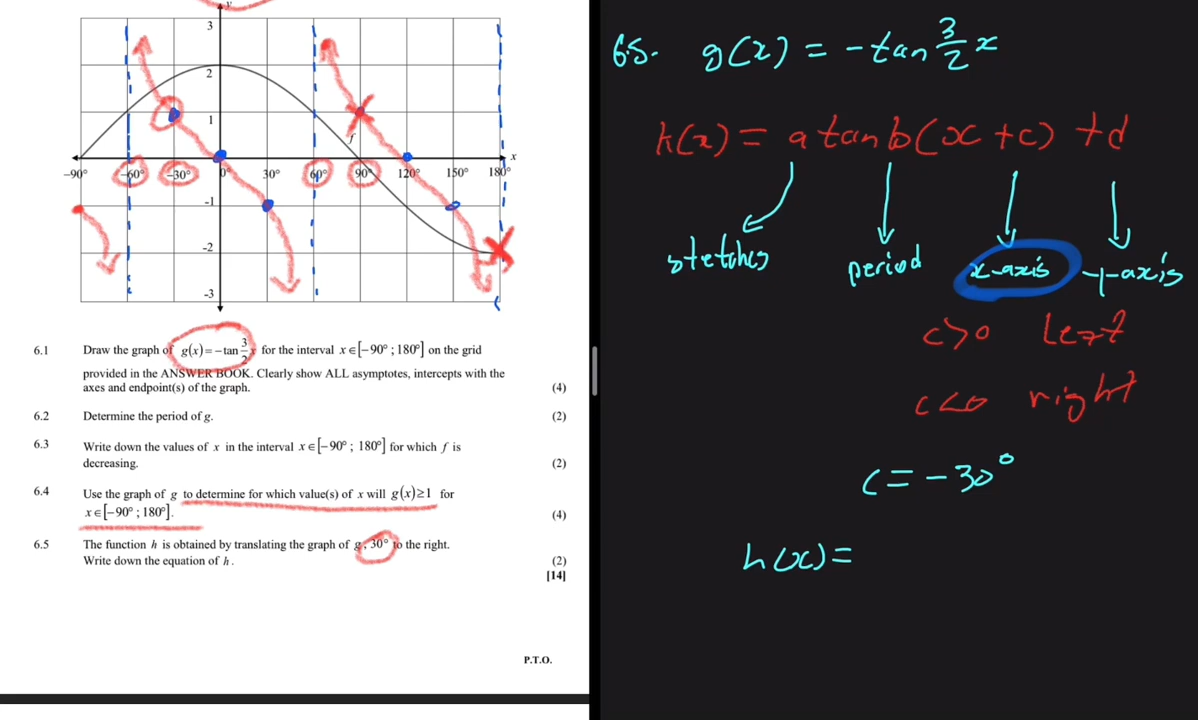 y
3
2
1
f
x
-90° -60° -30° 0° 30° 60° 90° 120° 150° 180°
-1
-2
-3
6.1 Draw the graph of g(x)=-tan 3/2 x for the interval x∈[-90° ; 180°] on the grid
provided in the ANSWER BOOK. Clearly show ALL asymptotes, intercepts with the
axes and endpoint(s) of the graph. (4)
6.2 Determine the period of g. (2)
6.3 Write down the values of x in the interval x∈[-90° ; 180°] for which f is
decreasing. (2)
6.4 Use the graph of g to determine for which value(s) of x will g(x)≥1 for
x∈[-90° ; 180°]. (4)
6.5 The function h is obtained by translating the graph of g, 30° to the right.
Write down the equation of h. (2)
[14]
P.T.O.
6.5. g(x) = -tan 3/2 x
h(x) = a tan b(x + c) + d
stetches period x-axis y-axis
c>0 left
c<0 right
c = -30°
h(x) =